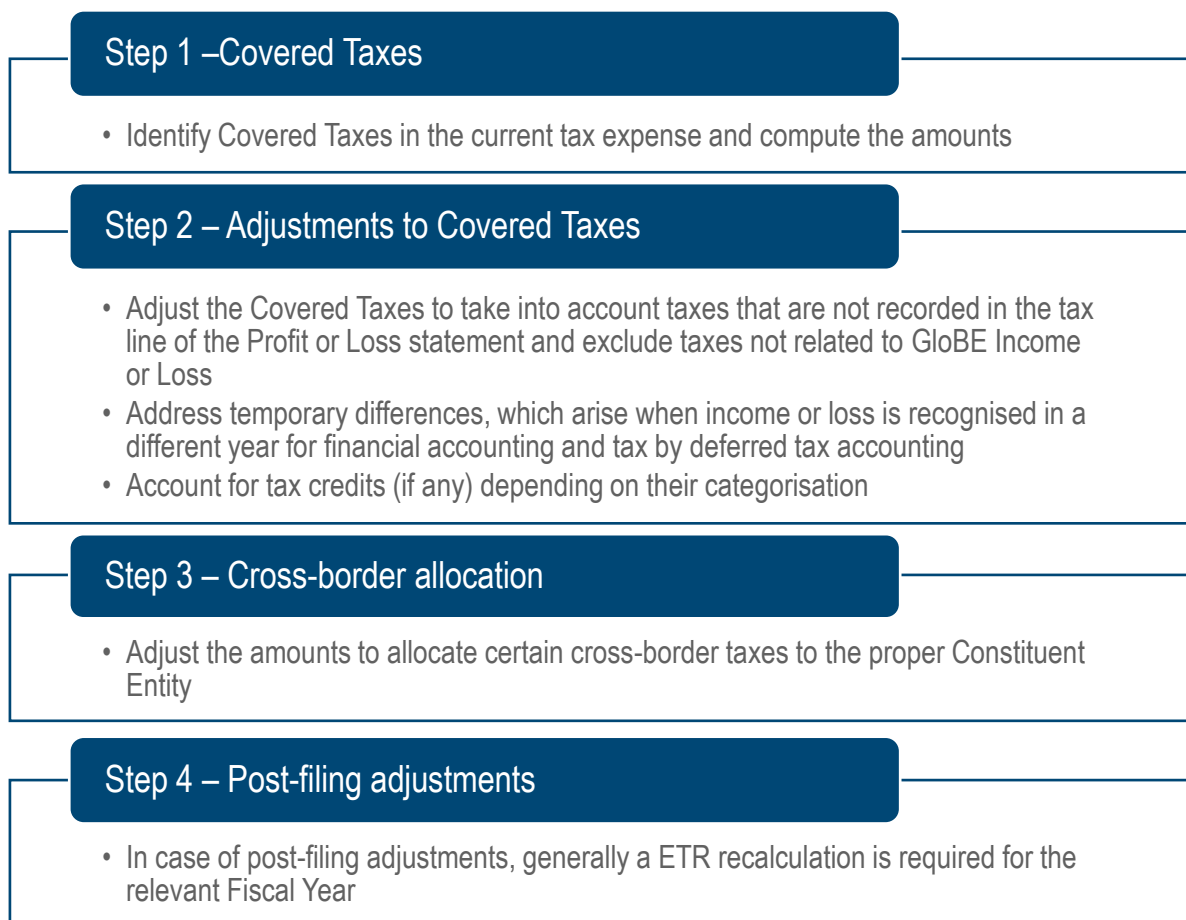 Step 1 –Covered Taxes
• Identify Covered Taxes in the current tax expense and compute the amounts
Step 2 – Adjustments to Covered Taxes
• Adjust the Covered Taxes to take into account taxes that are not recorded in the tax
line of the Profit or Loss statement and exclude taxes not related to GloBE Income
or Loss
• Address temporary differences, which arise when income or loss is recognised in a
different year for financial accounting and tax by deferred tax accounting
• Account for tax credits (if any) depending on their categorisation
Step 3 – Cross-border allocation
• Adjust the amounts to allocate certain cross-border taxes to the proper Constituent
Entity
Step 4 – Post-filing adjustments
• In case of post-filing adjustments, generally a ETR recalculation is required for the
relevant Fiscal Year